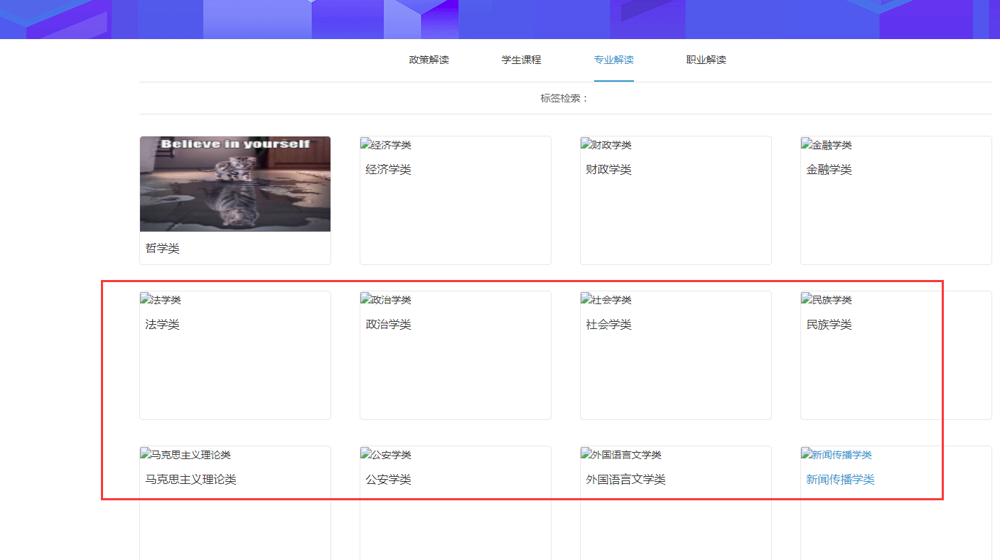 政策解读
学生课程
专业解读
职业解读
标签检索：
Believe in yourself
经济学类
财政学类
金融学类
经济学类
财政学类
金融学类
哲学类
法学类
政治学类
社会学类
民族学类
法学类
政治学类
社会学类
民族学类
马克思主义理论类
公安学类
外国语言文学类
新闻传播学类
马克思主义理论类
公安学类
外国语言文学类
新闻传播学类